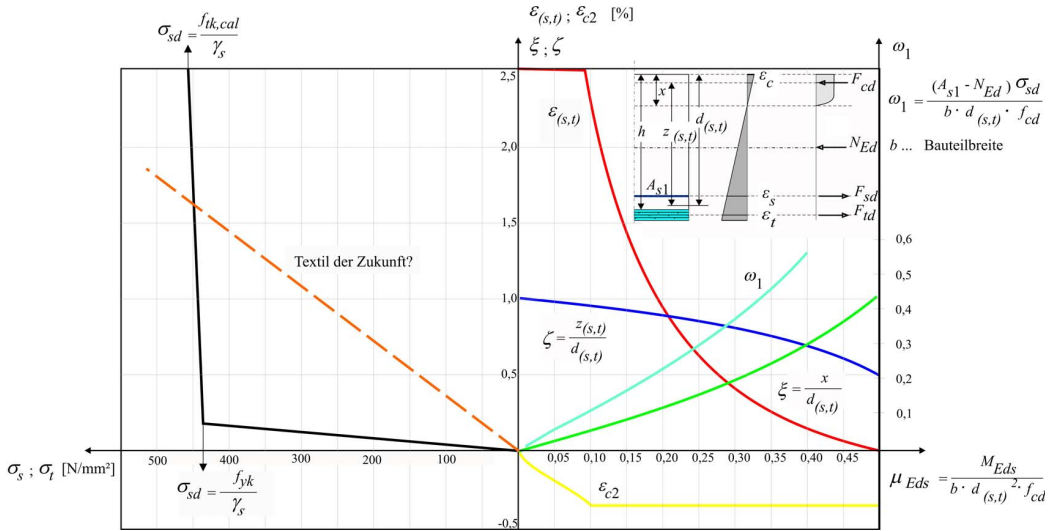 σsd = ftk,cal / γs
ε(s,t) ; εc2 [%]
ξ ; ζ
ω1
2,5
2,0
1,5
1,0
0,5
-0,5
ε(s,t)
εc
Fcd
x
h
z(s,t)
d(s,t)
NEd
As1
εs
Fsd
εt
Ftd
ω1 = (As1 - NEd) σsd / b · d(s,t) · fcd
b ... Bauteilbreite
0,6
0,5
0,4
0,3
0,2
0,1
Textil der Zukunft?
ω1
ζ = z(s,t) / d(s,t)
ξ = x / d(s,t)
σs ; σt [N/mm²]
500 400 300 200 100
0,05 0,10 0,15 0,20 0,25 0,30 0,35 0,40 0,45
μEds = MEds / b · d(s,t)² · fcd
σsd = fyk / γs
εc2